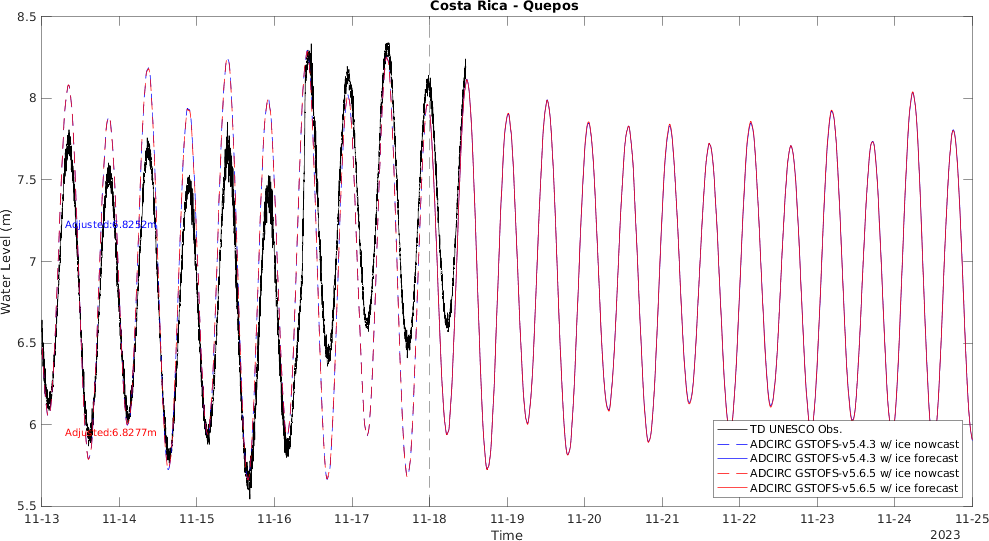 Costa Rica - Quepos
8.5
8
7.5
7
6.5
6
5.5
Water Level (m)
Adjusted:6.8252m
Adjusted:6.8277m
TD UNESCO Obs.
ADCIRC GSTOFS-v5.4.3 w/ ice nowcast
ADCIRC GSTOFS-v5.4.3 w/ ice forecast
ADCIRC GSTOFS-v5.6.5 w/ ice nowcast
ADCIRC GSTOFS-v5.6.5 w/ ice forecast
11-13 11-14 11-15 11-16 11-17 11-18 11-19 11-20 11-21 11-22 11-23 11-24 11-25
Time
2023